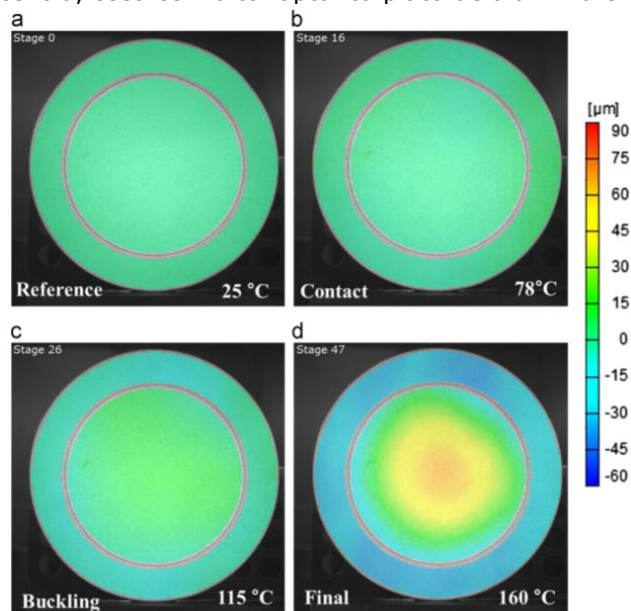 a
Stage 0
Reference 25 °C
b
Stage 16
Contact 78°C
c
Stage 26
Buckling 115 °C
d
Stage 47
Final 160 °C
[µm]
90
75
60
45
30
15
0
-15
-30
-45
-60